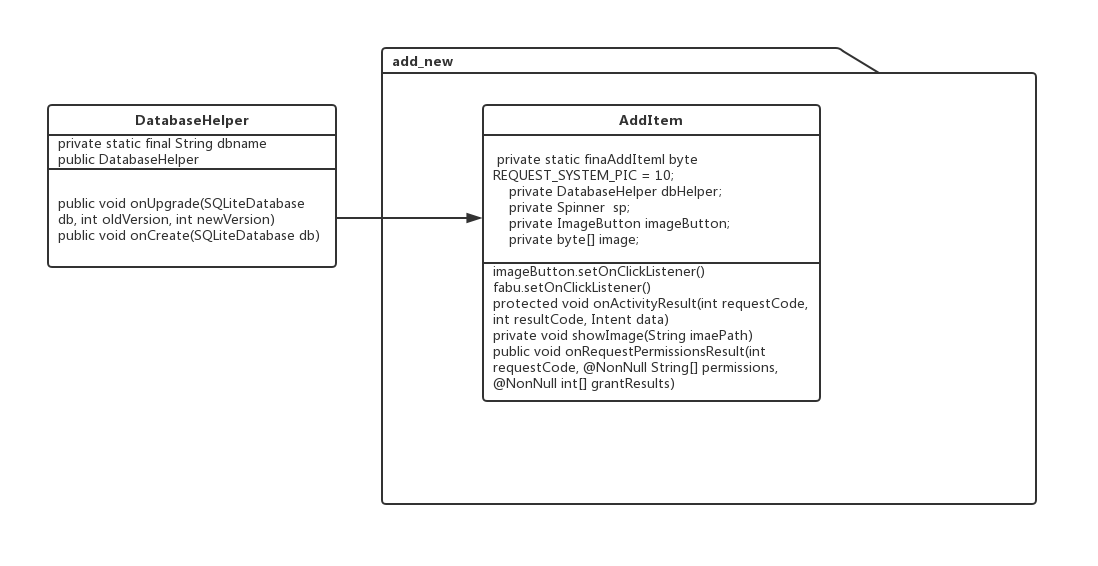 add_new
DatabaseHelper
private static final String dbname
public DatabaseHelper
public void onUpgrade(SQLiteDatabase
db, int oldVersion, int newVersion)
public void onCreate(SQLiteDatabase db)
AddItem
private static finaAddIteml byte
REQUEST_SYSTEM_PIC = 10;
private DatabaseHelper dbHelper;
private Spinner  sp;
private ImageButton imageButton;
private byte[] image;
imageButton.setOnClickListener()
fabu.setOnClickListener()
protected void onActivityResult(int requestCode,
int resultCode, Intent data)
private void showImage(String imaePath)
public void onRequestPermissionsResult(int
requestCode, @NonNull String[] permissions,
@NonNull int[] grantResults)